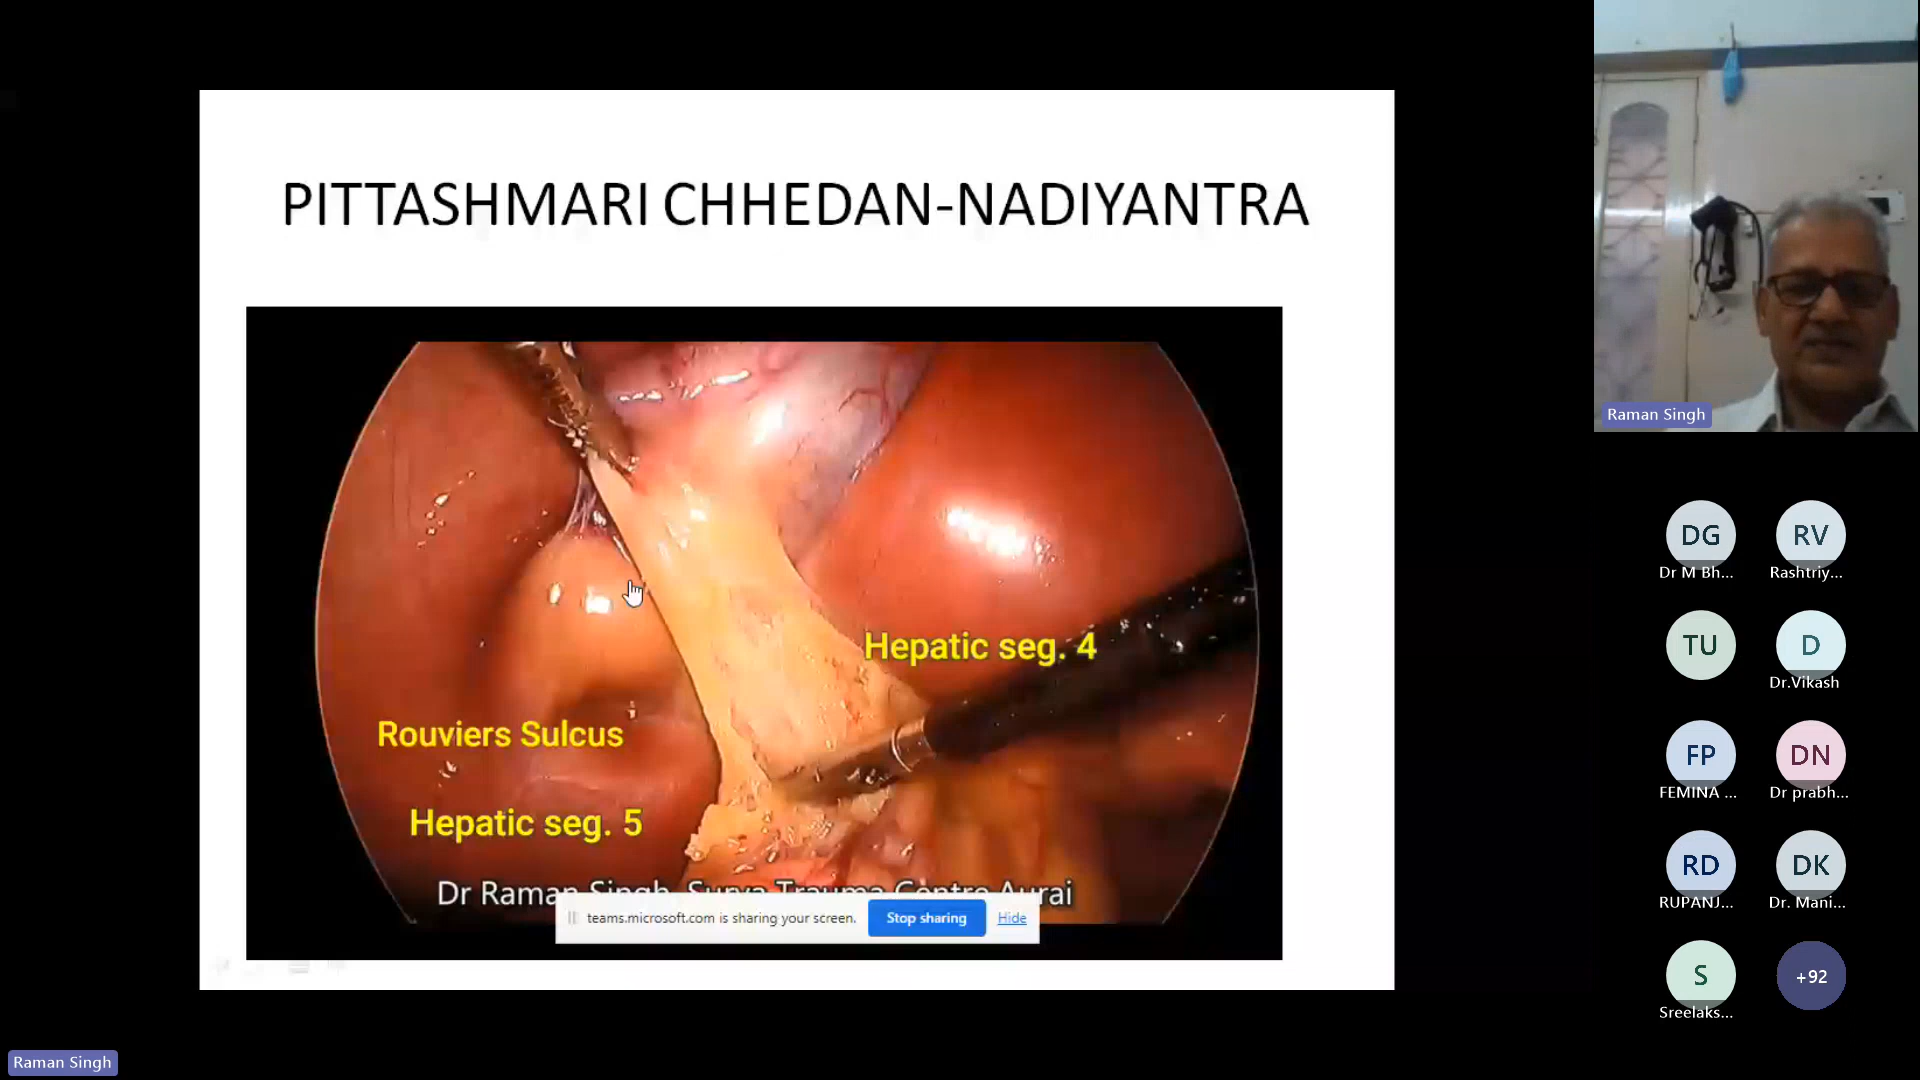 PITTASHMARI CHHEDAN-NADIYANTRA
Hepatic seg. 4
Rouviers Sulcus
Hepatic seg. 5
Dr Raman Singh, Surya Trauma Centre Aurai
teams.microsoft.com is sharing your screen.
Stop sharing
Hide
Raman Singh
DG
RV
Dr M Bh...
Rashtriy...
TU
D
Dr.Vikash
FP
DN
FEMINA ...
Dr prabh...
RD
DK
RUPANJ...
Dr. Mani...
S
+92
Sreelaks...
Raman Singh